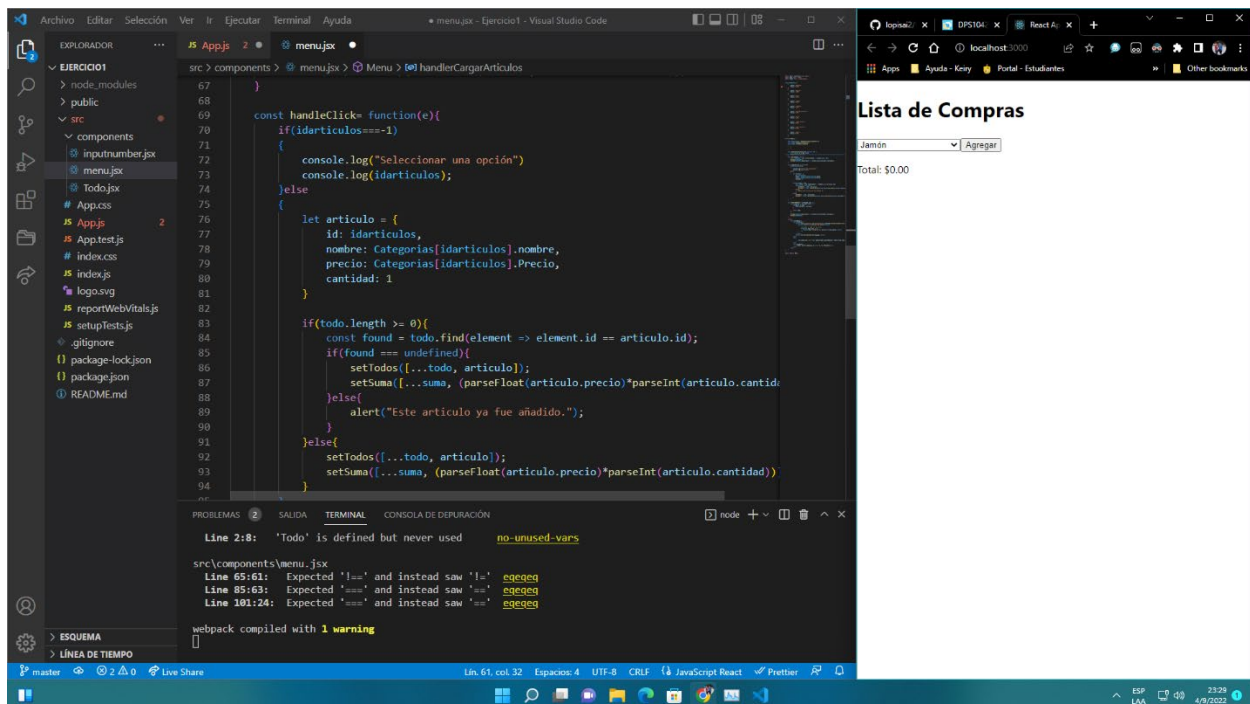 Archivo Editar Selección Ver Ir Ejecutar Terminal Ayuda
● menu.jsx - Ejercicio1 - Visual Studio Code
EXPLORADOR ...
EJERCICIO1
> node_modules
> public
src
components
inputnumber.jsx
menu.jsx
Todo.jsx
# App.css
JS App.js 2
JS App.test.js
# index.css
JS index.js
logo.svg
JS reportWebVitals.js
JS setupTests.js
.gitignore
{} package-lock.json
{} package.json
README.md
> ESQUEMA
> LÍNEA DE TIEMPO
JS App.js 2 ● menu.jsx ●
src > components > menu.jsx > Menu > handlerCargarArticulos
67 }
68
69 const handleClick= function(e){
70 if(idarticulos===-1)
71 {
72 console.log("Seleccionar una opción")
73 console.log(idarticulos);
74 }else
75 {
76 let articulo = {
77 id: idarticulos,
78 nombre: Categorias[idarticulos].nombre,
79 precio: Categorias[idarticulos].Precio,
80 cantidad: 1
81 }
82
83 if(todo.length >= 0){
84 const found = todo.find(element => element.id == articulo.id);
85 if(found === undefined){
86 setTodos([...todo, articulo]);
87 setSuma([...suma, (parseFloat(articulo.precio)*parseInt(articulo.cantida
88 }else{
89 alert("Este articulo ya fue añadido.");
90 }
91 }else{
92 setTodos([...todo, articulo]);
93 setSuma([...suma, (parseFloat(articulo.precio)*parseInt(articulo.cantidad))
94 }
PROBLEMAS 2 SALIDA TERMINAL CONSOLA DE DEPURACIÓN
node
Line 2:8: 'Todo' is defined but never used no-unused-vars
src\components\menu.jsx
Line 65:61: Expected '!==' and instead saw '!=' eqeqeq
Line 85:63: Expected '===' and instead saw '==' eqeqeq
Line 101:24: Expected '===' and instead saw '==' eqeqeq
webpack compiled with 1 warning
master 2 0 Live Share
Lín. 61, col. 32 Espacios: 4 UTF-8 CRLF JavaScript React Prettier
lopisai2/ DPS104. React Ap
localhost:3000
Apps Ayuda - Keiry Portal - Estudiantes » Other bookmarks
Lista de Compras
Jamón Agregar
Total: $0.00
ESP
LAA
23:29
4/9/2022
1